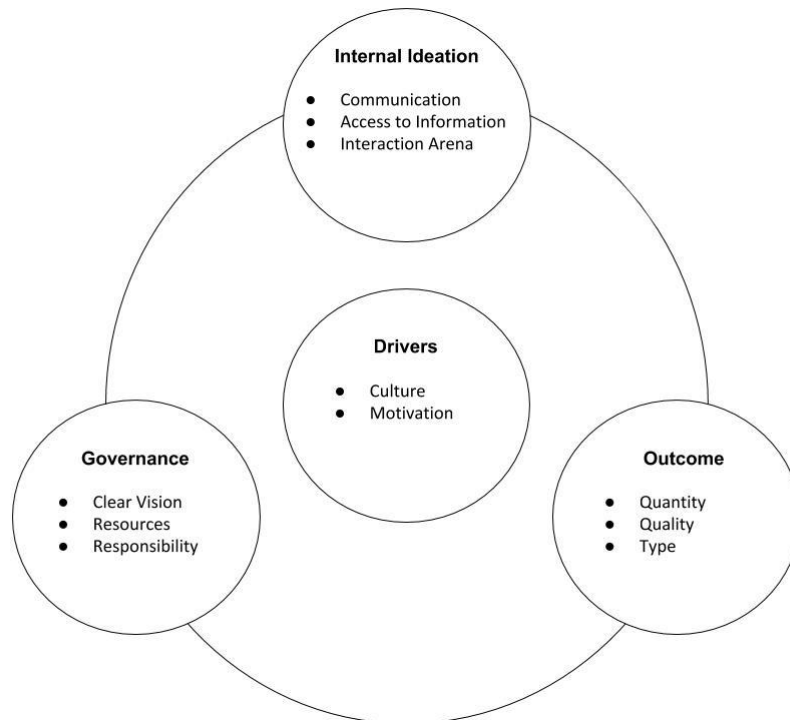 Internal Ideation
● Communication
● Access to Information
● Interaction Arena
Drivers
● Culture
● Motivation
Governance
● Clear Vision
● Resources
● Responsibility
Outcome
● Quantity
● Quality
● Type